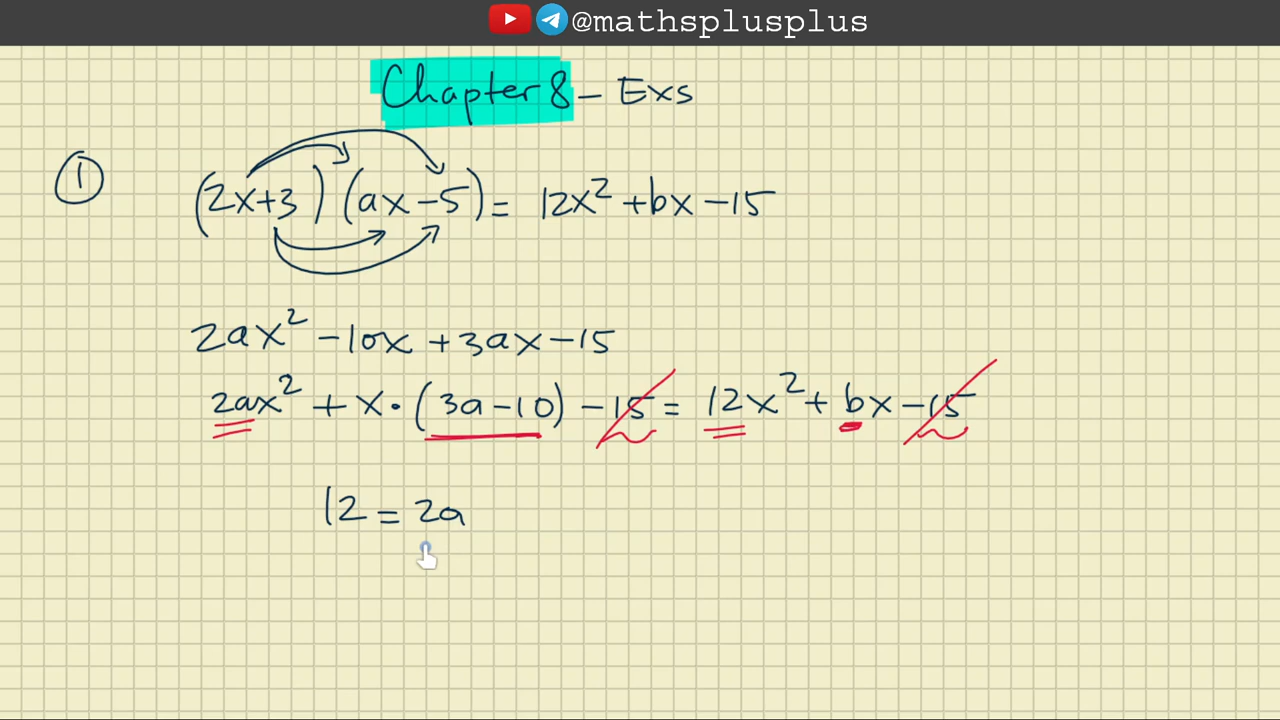 @mathsplusplus
Chapter 8 - Exs
① (2x+3)(ax-5) = 12x² + bx - 15
2ax² - 10x + 3ax - 15
2ax² + x·(3a-10) - 15 = 12x² + bx - 15
12 = 2a